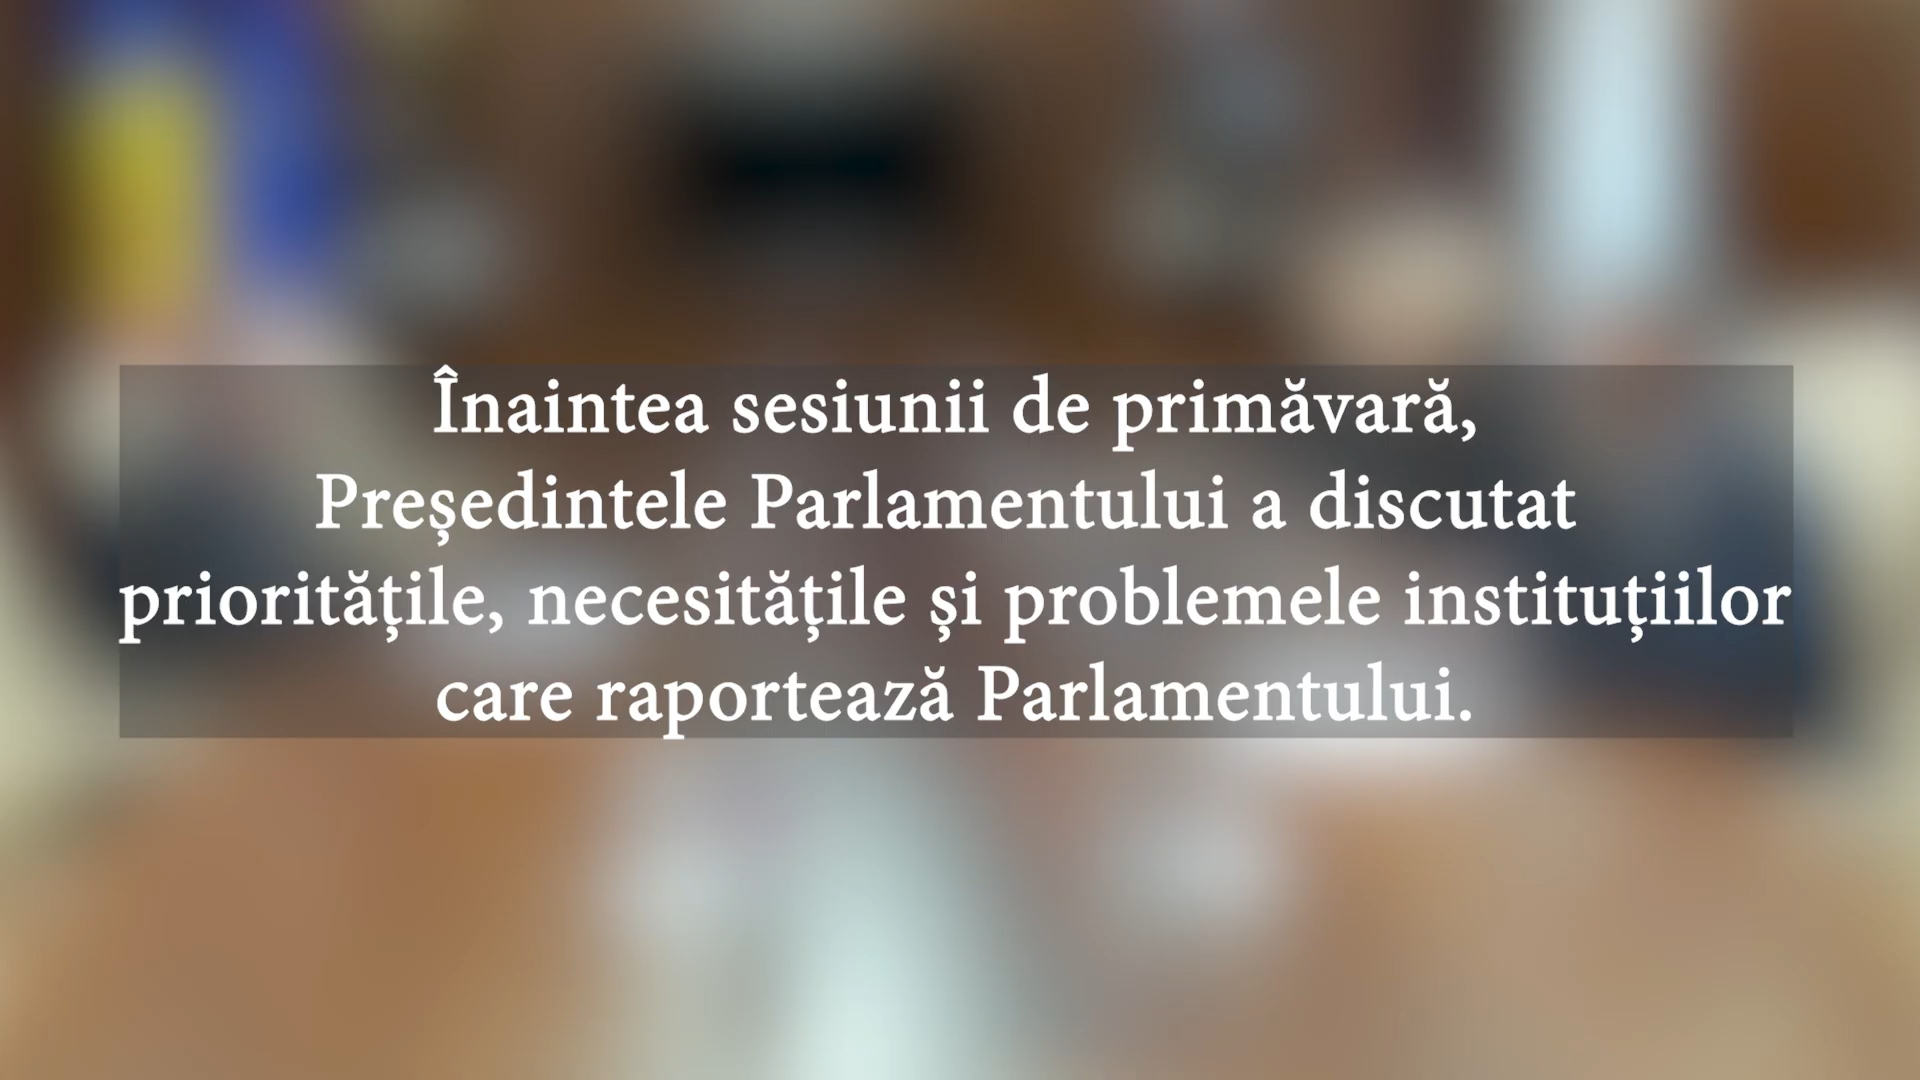 Înaintea sesiunii de primăvară,
Președintele Parlamentului a discutat
prioritățile, necesitățile și problemele instituțiilor
care raportează Parlamentului.